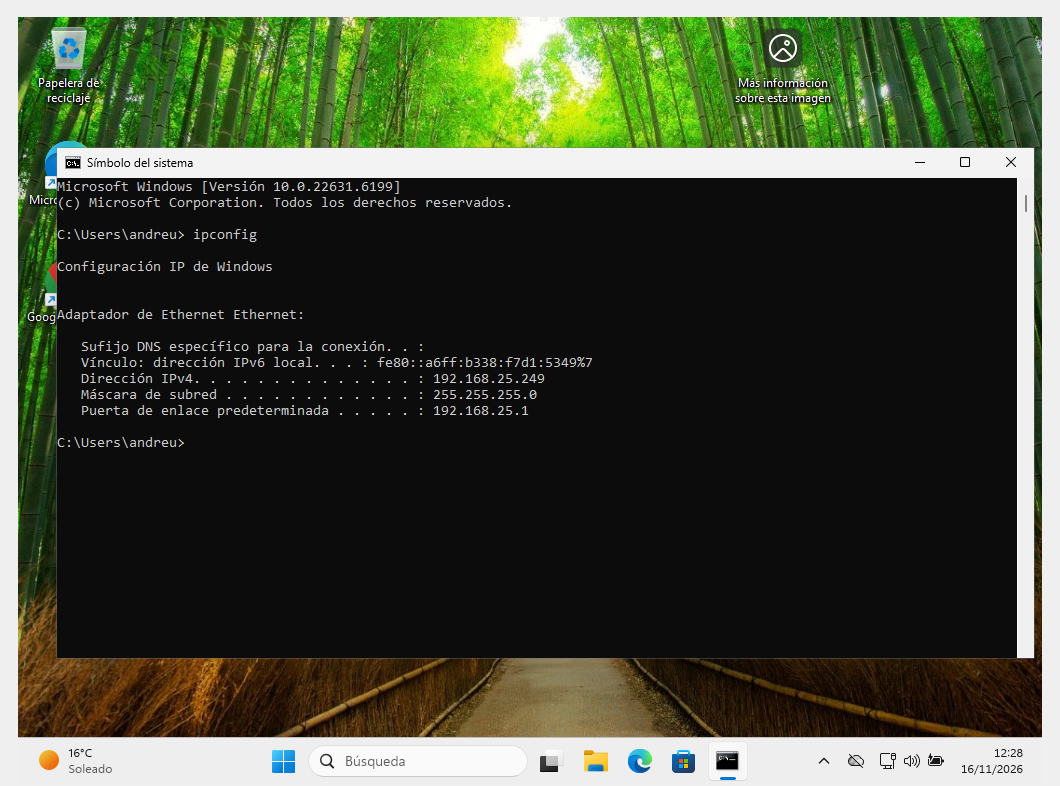 Papelera de
reciclaje
Más información
sobre esta imagen
Símbolo del sistema
Microsoft Windows [Versión 10.0.22631.6199]
(c) Microsoft Corporation. Todos los derechos reservados.
C:\Users\andreu> ipconfig
Configuración IP de Windows
Adaptador de Ethernet Ethernet:
Sufijo DNS específico para la conexión. . :
Vínculo: dirección IPv6 local. . . : fe80::a6ff:b338:f7d1:5349%7
Dirección IPv4. . . . . . . . . . . . . . : 192.168.25.249
Máscara de subred . . . . . . . . . . . . : 255.255.255.0
Puerta de enlace predeterminada . . . . . : 192.168.25.1
C:\Users\andreu>
16°C
Soleado
Búsqueda
12:28
16/11/2026